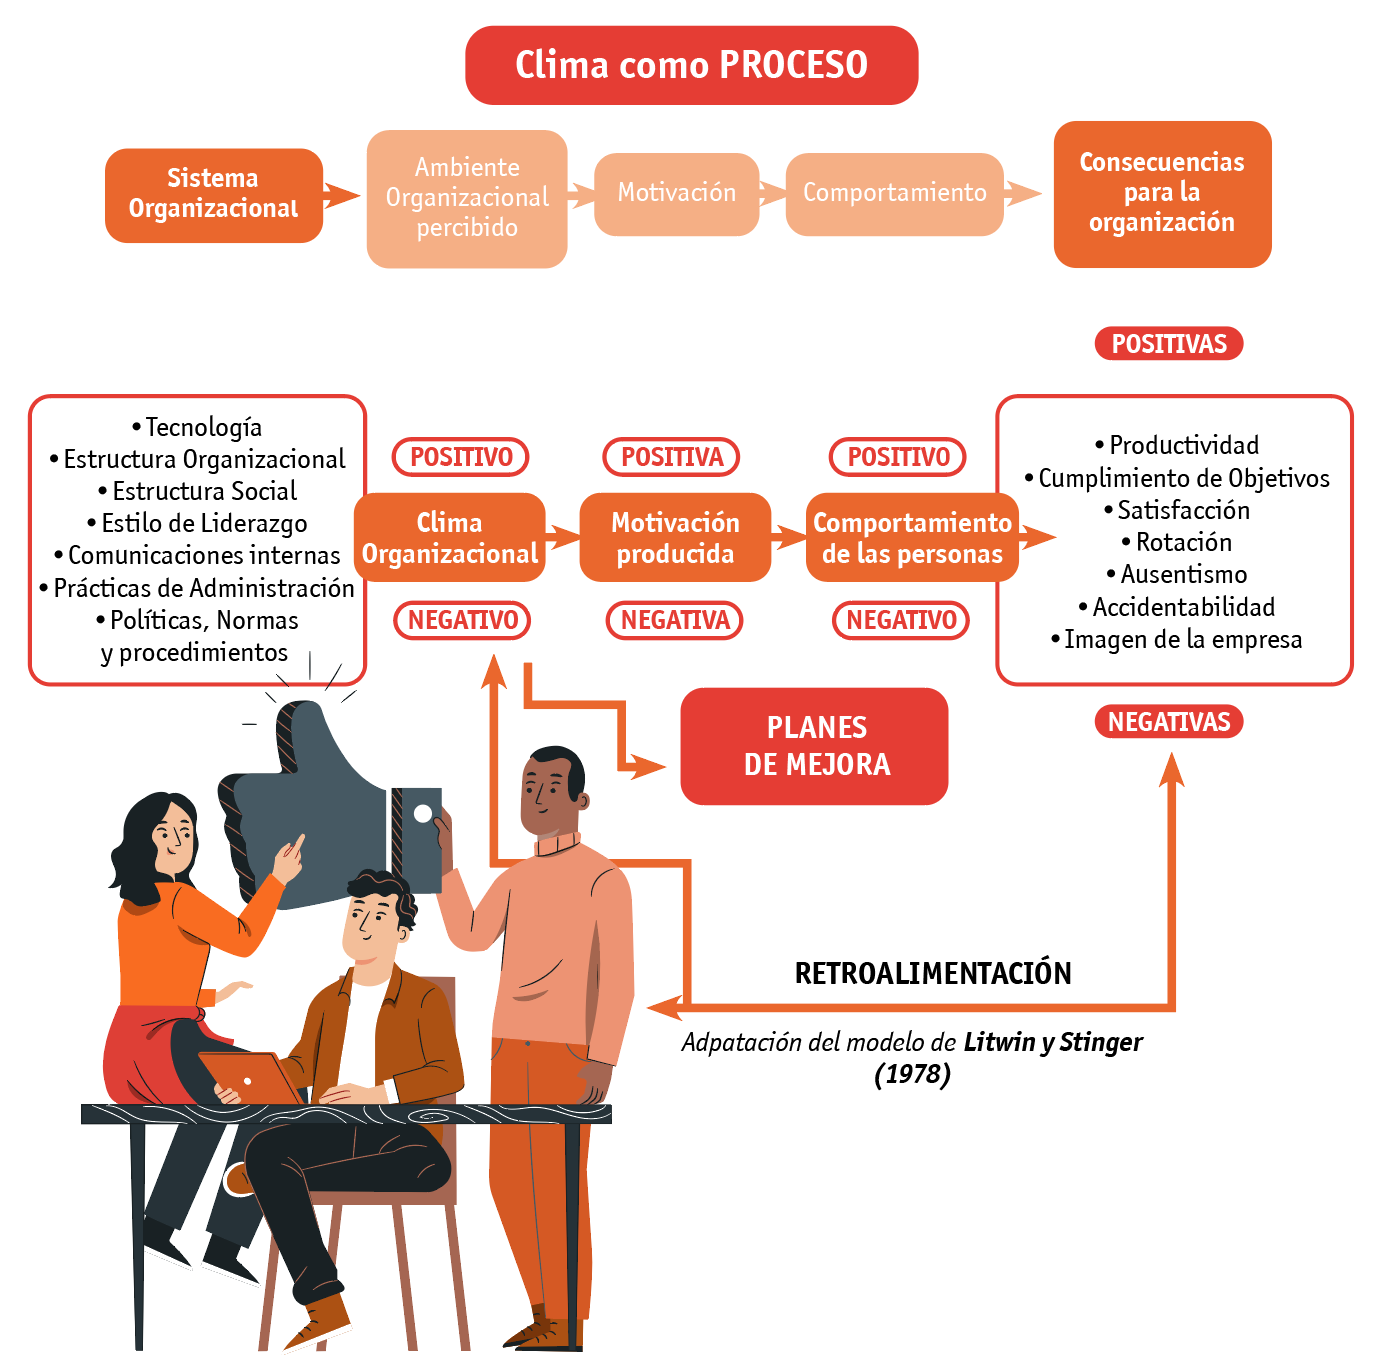 Clima como PROCESO
Sistema
Organizacional
Ambiente
Organizacional
percibido
Motivación
Comportamiento
Consecuencias
para la
organización
POSITIVAS
• Tecnología
• Estructura Organizacional
• Estructura Social
• Estilo de Liderazgo
• Comunicaciones internas
• Prácticas de Administración
• Políticas, Normas
y procedimientos
POSITIVO
Clima
Organizacional
NEGATIVO
POSITIVA
Motivación
producida
NEGATIVA
POSITIVO
Comportamiento
de las personas
NEGATIVO
• Productividad
• Cumplimiento de Objetivos
• Satisfacción
• Rotación
• Ausentismo
• Accidentabilidad
• Imagen de la empresa
NEGATIVAS
PLANES
DE MEJORA
RETROALIMENTACIÓN
Adpatación del modelo de Litwin y Stinger
(1978)